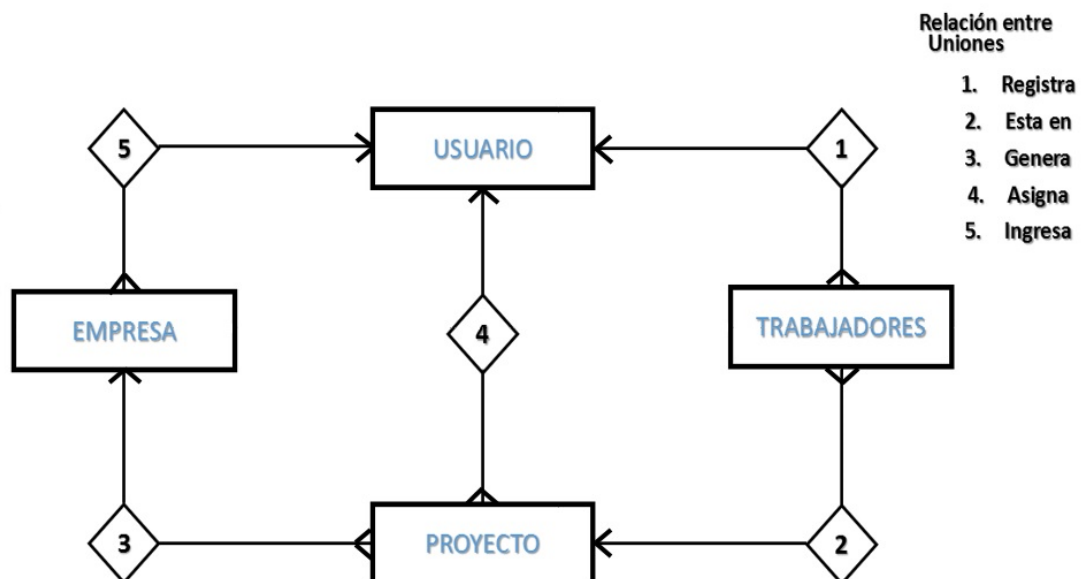 Relación entre
Uniones
1. Registra
2. Esta en
3. Genera
4. Asigna
5. Ingresa
5
USUARIO
1
EMPRESA
4
TRABAJADORES
3
PROYECTO
2